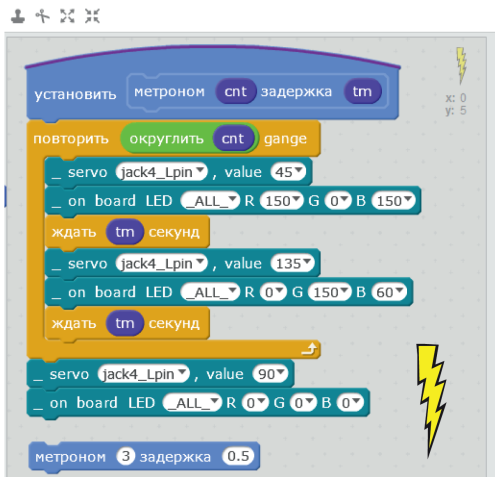 установить метроном cnt задержка tm
x: 0
y: 5
повторить округлить cnt gange
_ servo jack4_Lpin , value 45
_ on board LED _ALL_ R 150 G 0 B 150
ждать tm секунд
_ servo jack4_Lpin , value 135
_ on board LED _ALL_ R 0 G 150 B 60
ждать tm секунд
_ servo jack4_Lpin , value 90
_ on board LED _ALL_ R 0 G 0 B 0
метроном 3 задержка 0.5